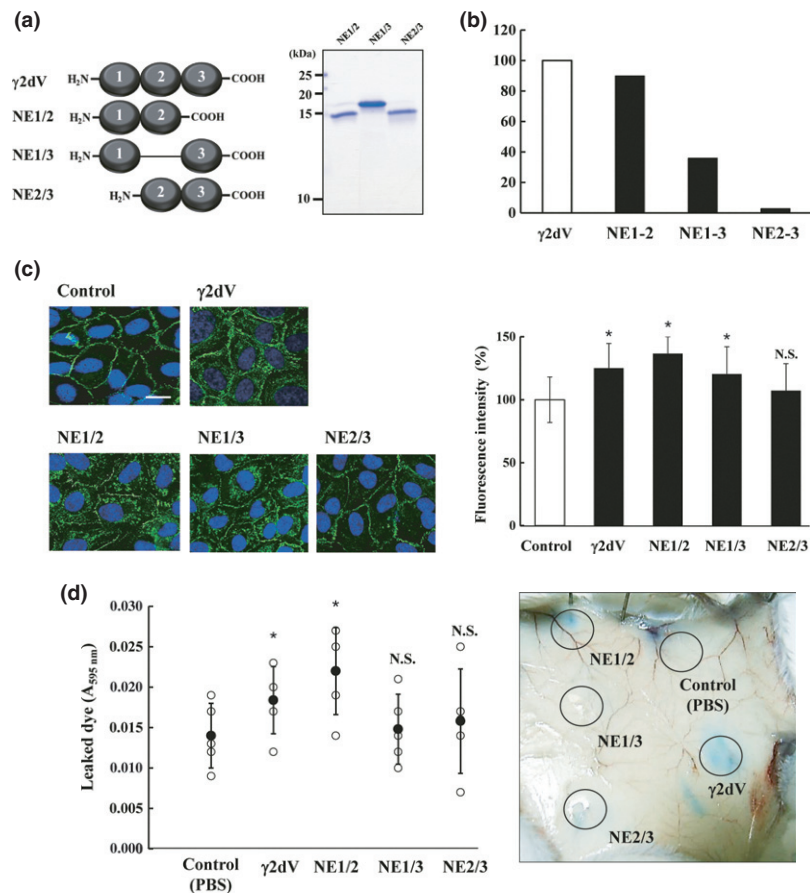 (a)
γ2dV H₂N 1 2 3 COOH
NE1/2 H₂N 1 2 COOH
NE1/3 H₂N 1 3 COOH
NE2/3 H₂N 2 3 COOH
NE1/2 NE1/3 NE2/3
(kDa)
25
20
15
10
(b)
120
100
80
60
40
20
0
γ2dV NE1-2 NE1-3 NE2-3
(c)
Control γ2dV
NE1/2 NE1/3 NE2/3
Fluorescence intensity (%)
150
100
50
0
* * * N.S.
Control γ2dV NE1/2 NE1/3 NE2/3
(d)
Leaked dye (A₅₉₅ ₙₘ)
0.030
0.025
0.020
0.015
0.010
0.005
0.000
* * N.S. N.S.
Control
(PBS)
γ2dV NE1/2 NE1/3 NE2/3
NE1/2
Control
(PBS)
NE1/3
γ2dV
NE2/3